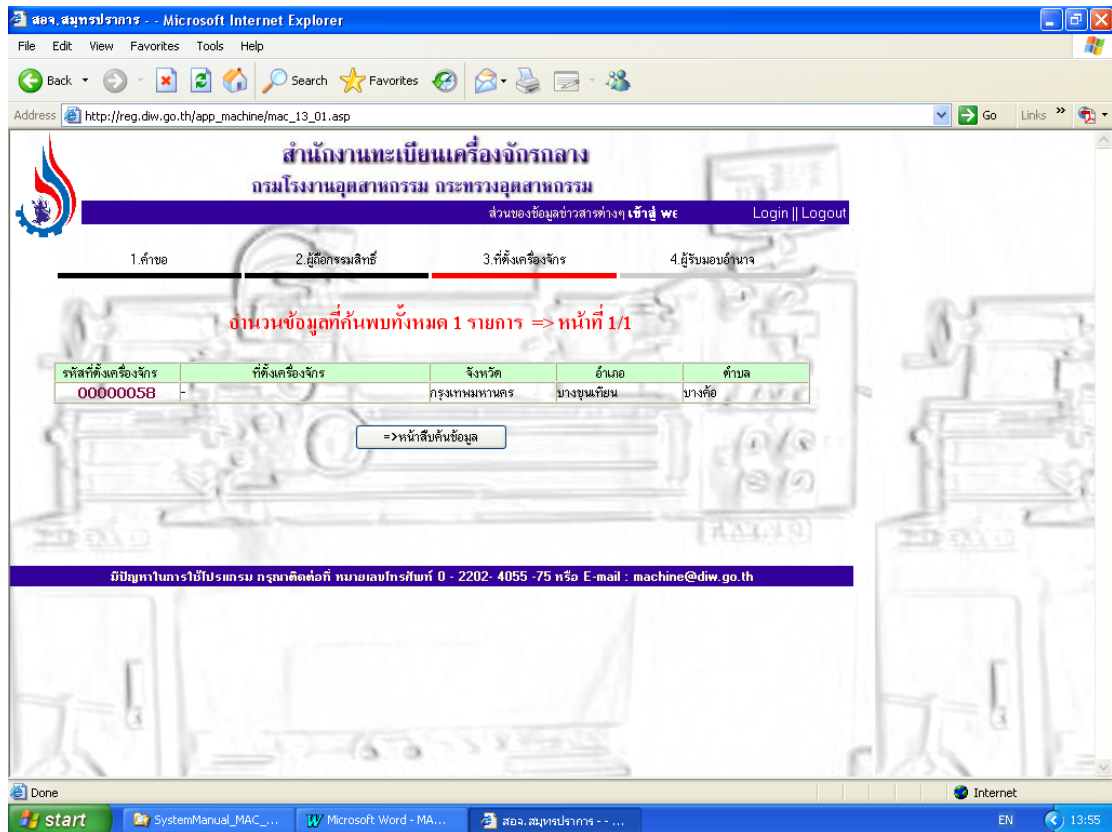 สอจ.สมุทรปราการ - - Microsoft Internet Explorer
File Edit View Favorites Tools Help
Back Search Favorites
Address http://reg.diw.go.th/app_machine/mac_13_01.asp Go Links »
สำนักงานทะเบียนเครื่องจักรกลาง
กรมโรงงานอุตสาหกรรม กระทรวงอุตสาหกรรม
ส่วนของข้อมูลข่าวสารต่างๆ เข้าสู่ WE Login || Logout
1.คำขอ 2.ผู้ถือกรรมสิทธิ์ 3.ที่ตั้งเครื่องจักร 4.ผู้รับมอบอำนาจ
จำนวนข้อมูลที่ค้นพบทั้งหมด 1 รายการ => หน้าที่ 1/1
รหัสที่ตั้งเครื่องจักร ที่ตั้งเครื่องจักร จังหวัด อำเภอ ตำบล
00000058 - กรุงเทพมหานคร บางขุนเทียน บางค้อ
=>หน้าสืบค้นข้อมูล
มีปัญหาในการใช้โปรแกรม กรุณาติดต่อที่ หมายเลขโทรศัพท์ 0 - 2202- 4055 -75 หรือ E-mail : machine@diw.go.th
Done Internet
start SystemManual_MAC_... Microsoft Word - MA... สอจ.สมุทรปราการ - - ... EN 13:55